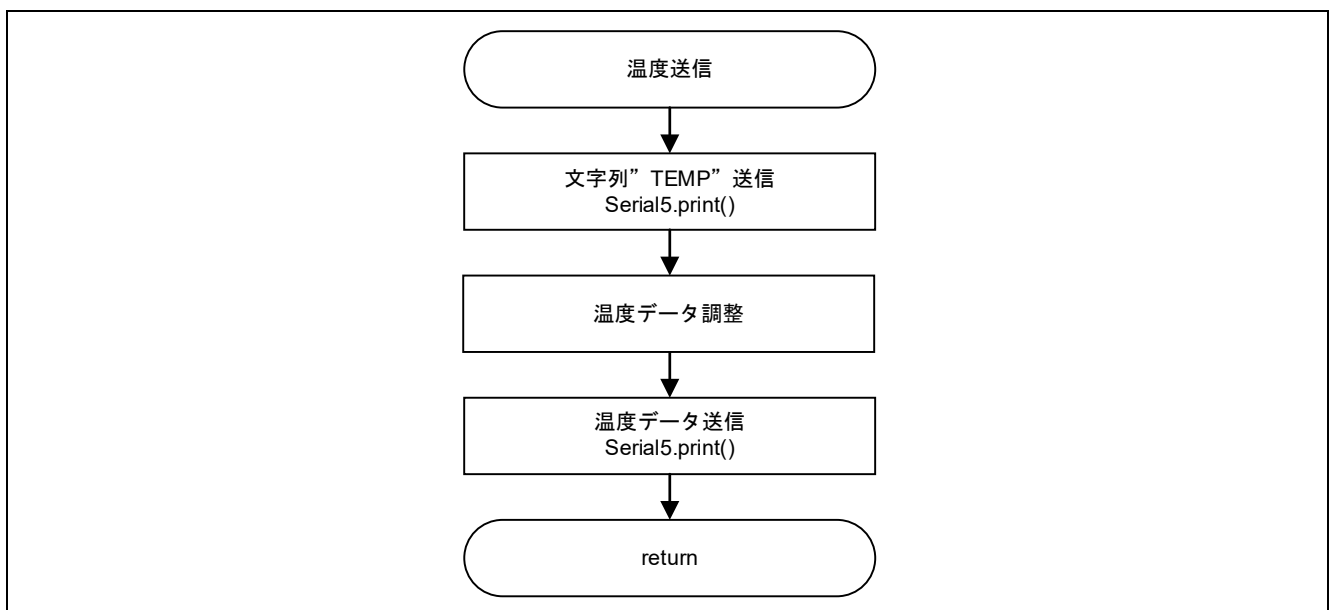 温度送信
文字列”TEMP”送信
Serial5.print()
温度データ調整
温度データ送信
Serial5.print()
return